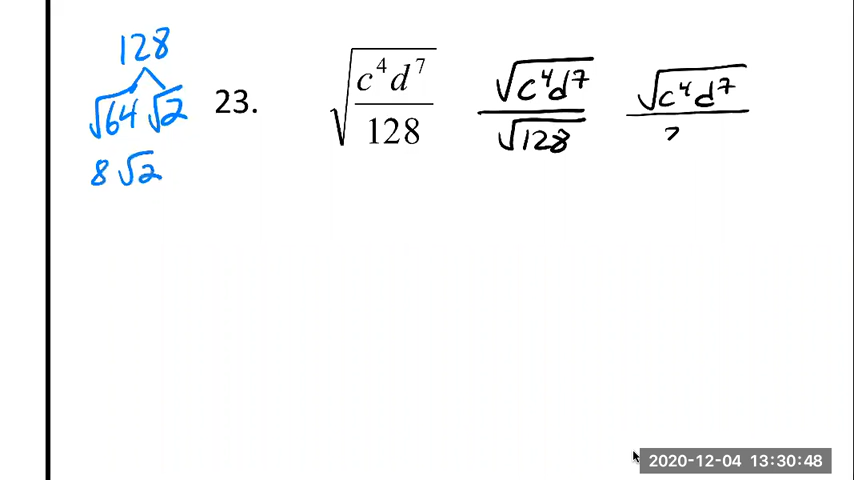 128
√64 √2
8 √2
23.
√(c⁴d⁷/128)
√(c⁴d⁷)/√128
√(c⁴d⁷)
2020-12-04 13:30:48